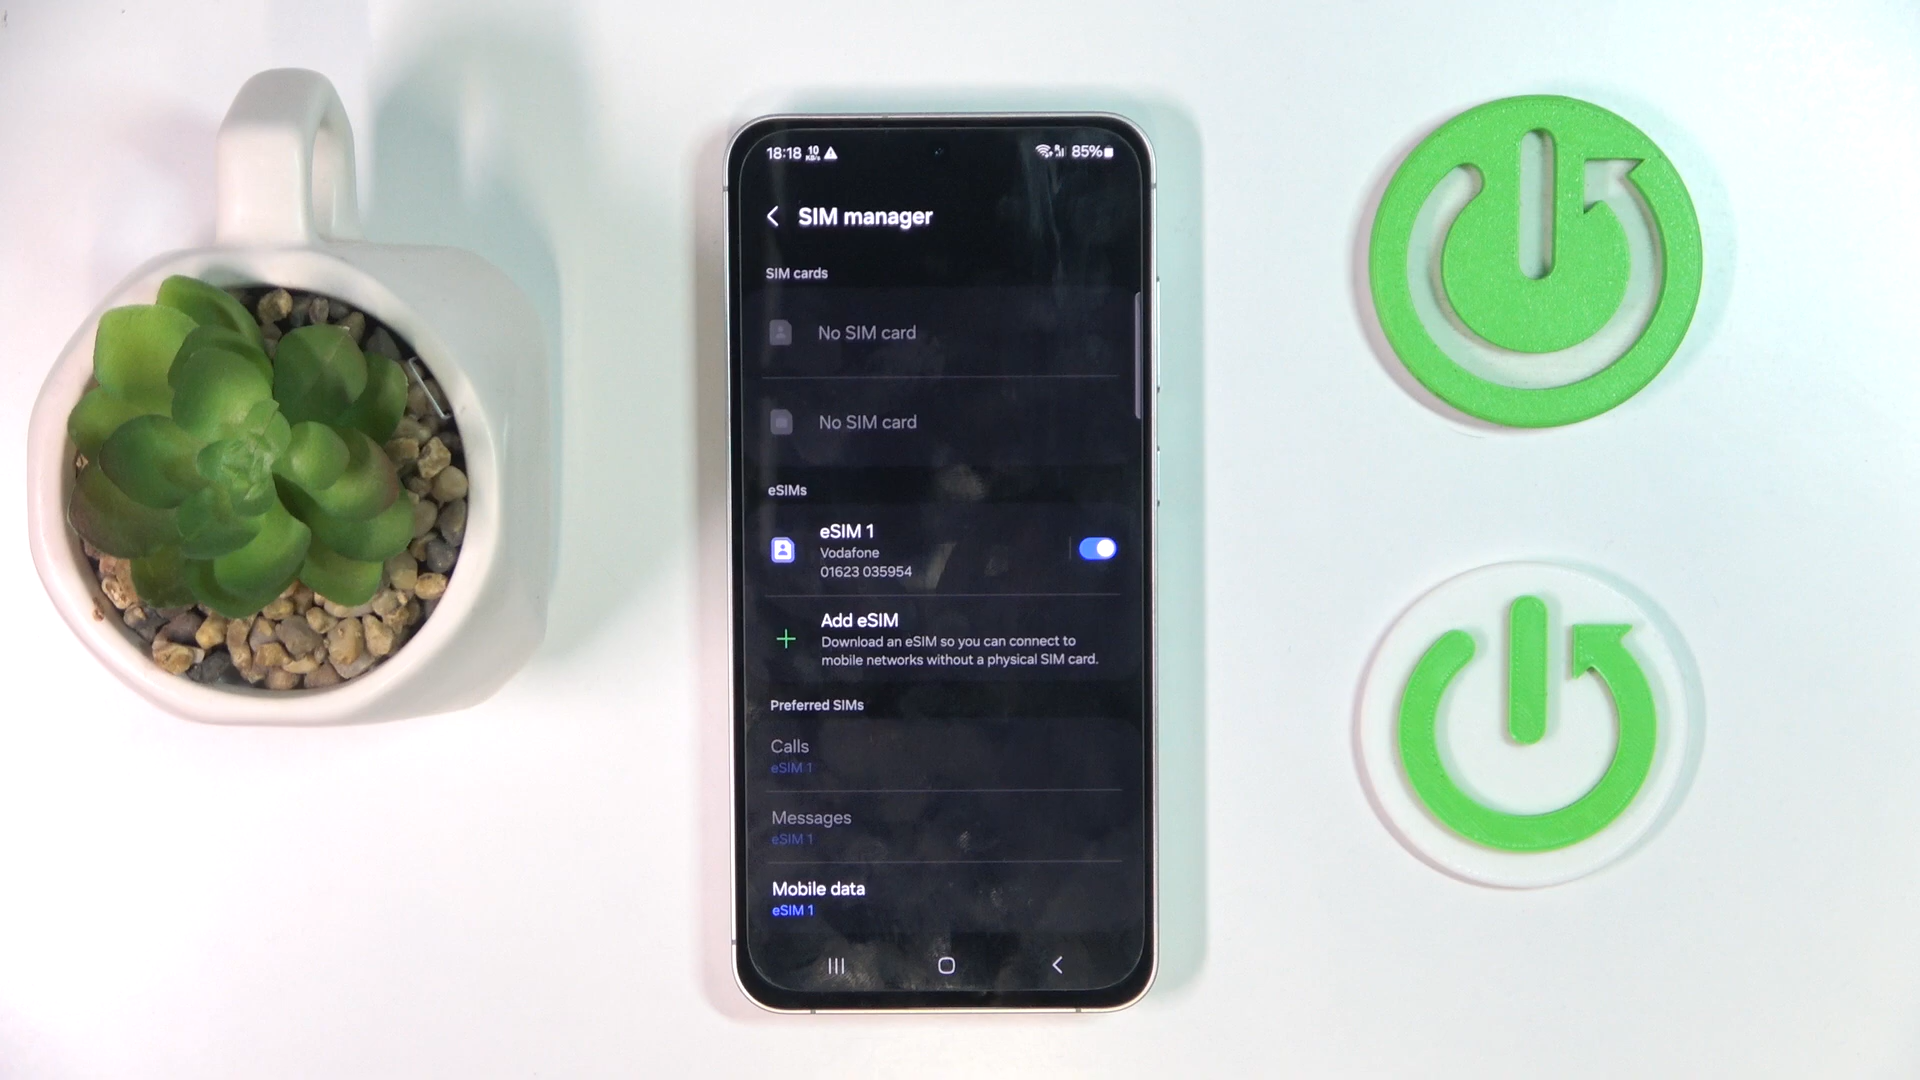 18:18 10 KB/s 85%
SIM manager
SIM cards
No SIM card
No SIM card
eSIMs
eSIM 1
Vodafone
01623 035954
Add eSIM
Download an eSIM so you can connect to
mobile networks without a physical SIM card.
Preferred SIMs
Calls
eSIM 1
Messages
eSIM 1
Mobile data
eSIM 1